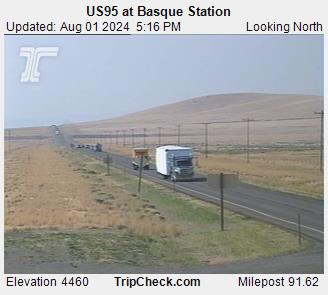 US95 at Basque Station
Updated: Aug 01 2024 5:16 PM Looking North
Elevation 4460 TripCheck.com Milepost 91.62